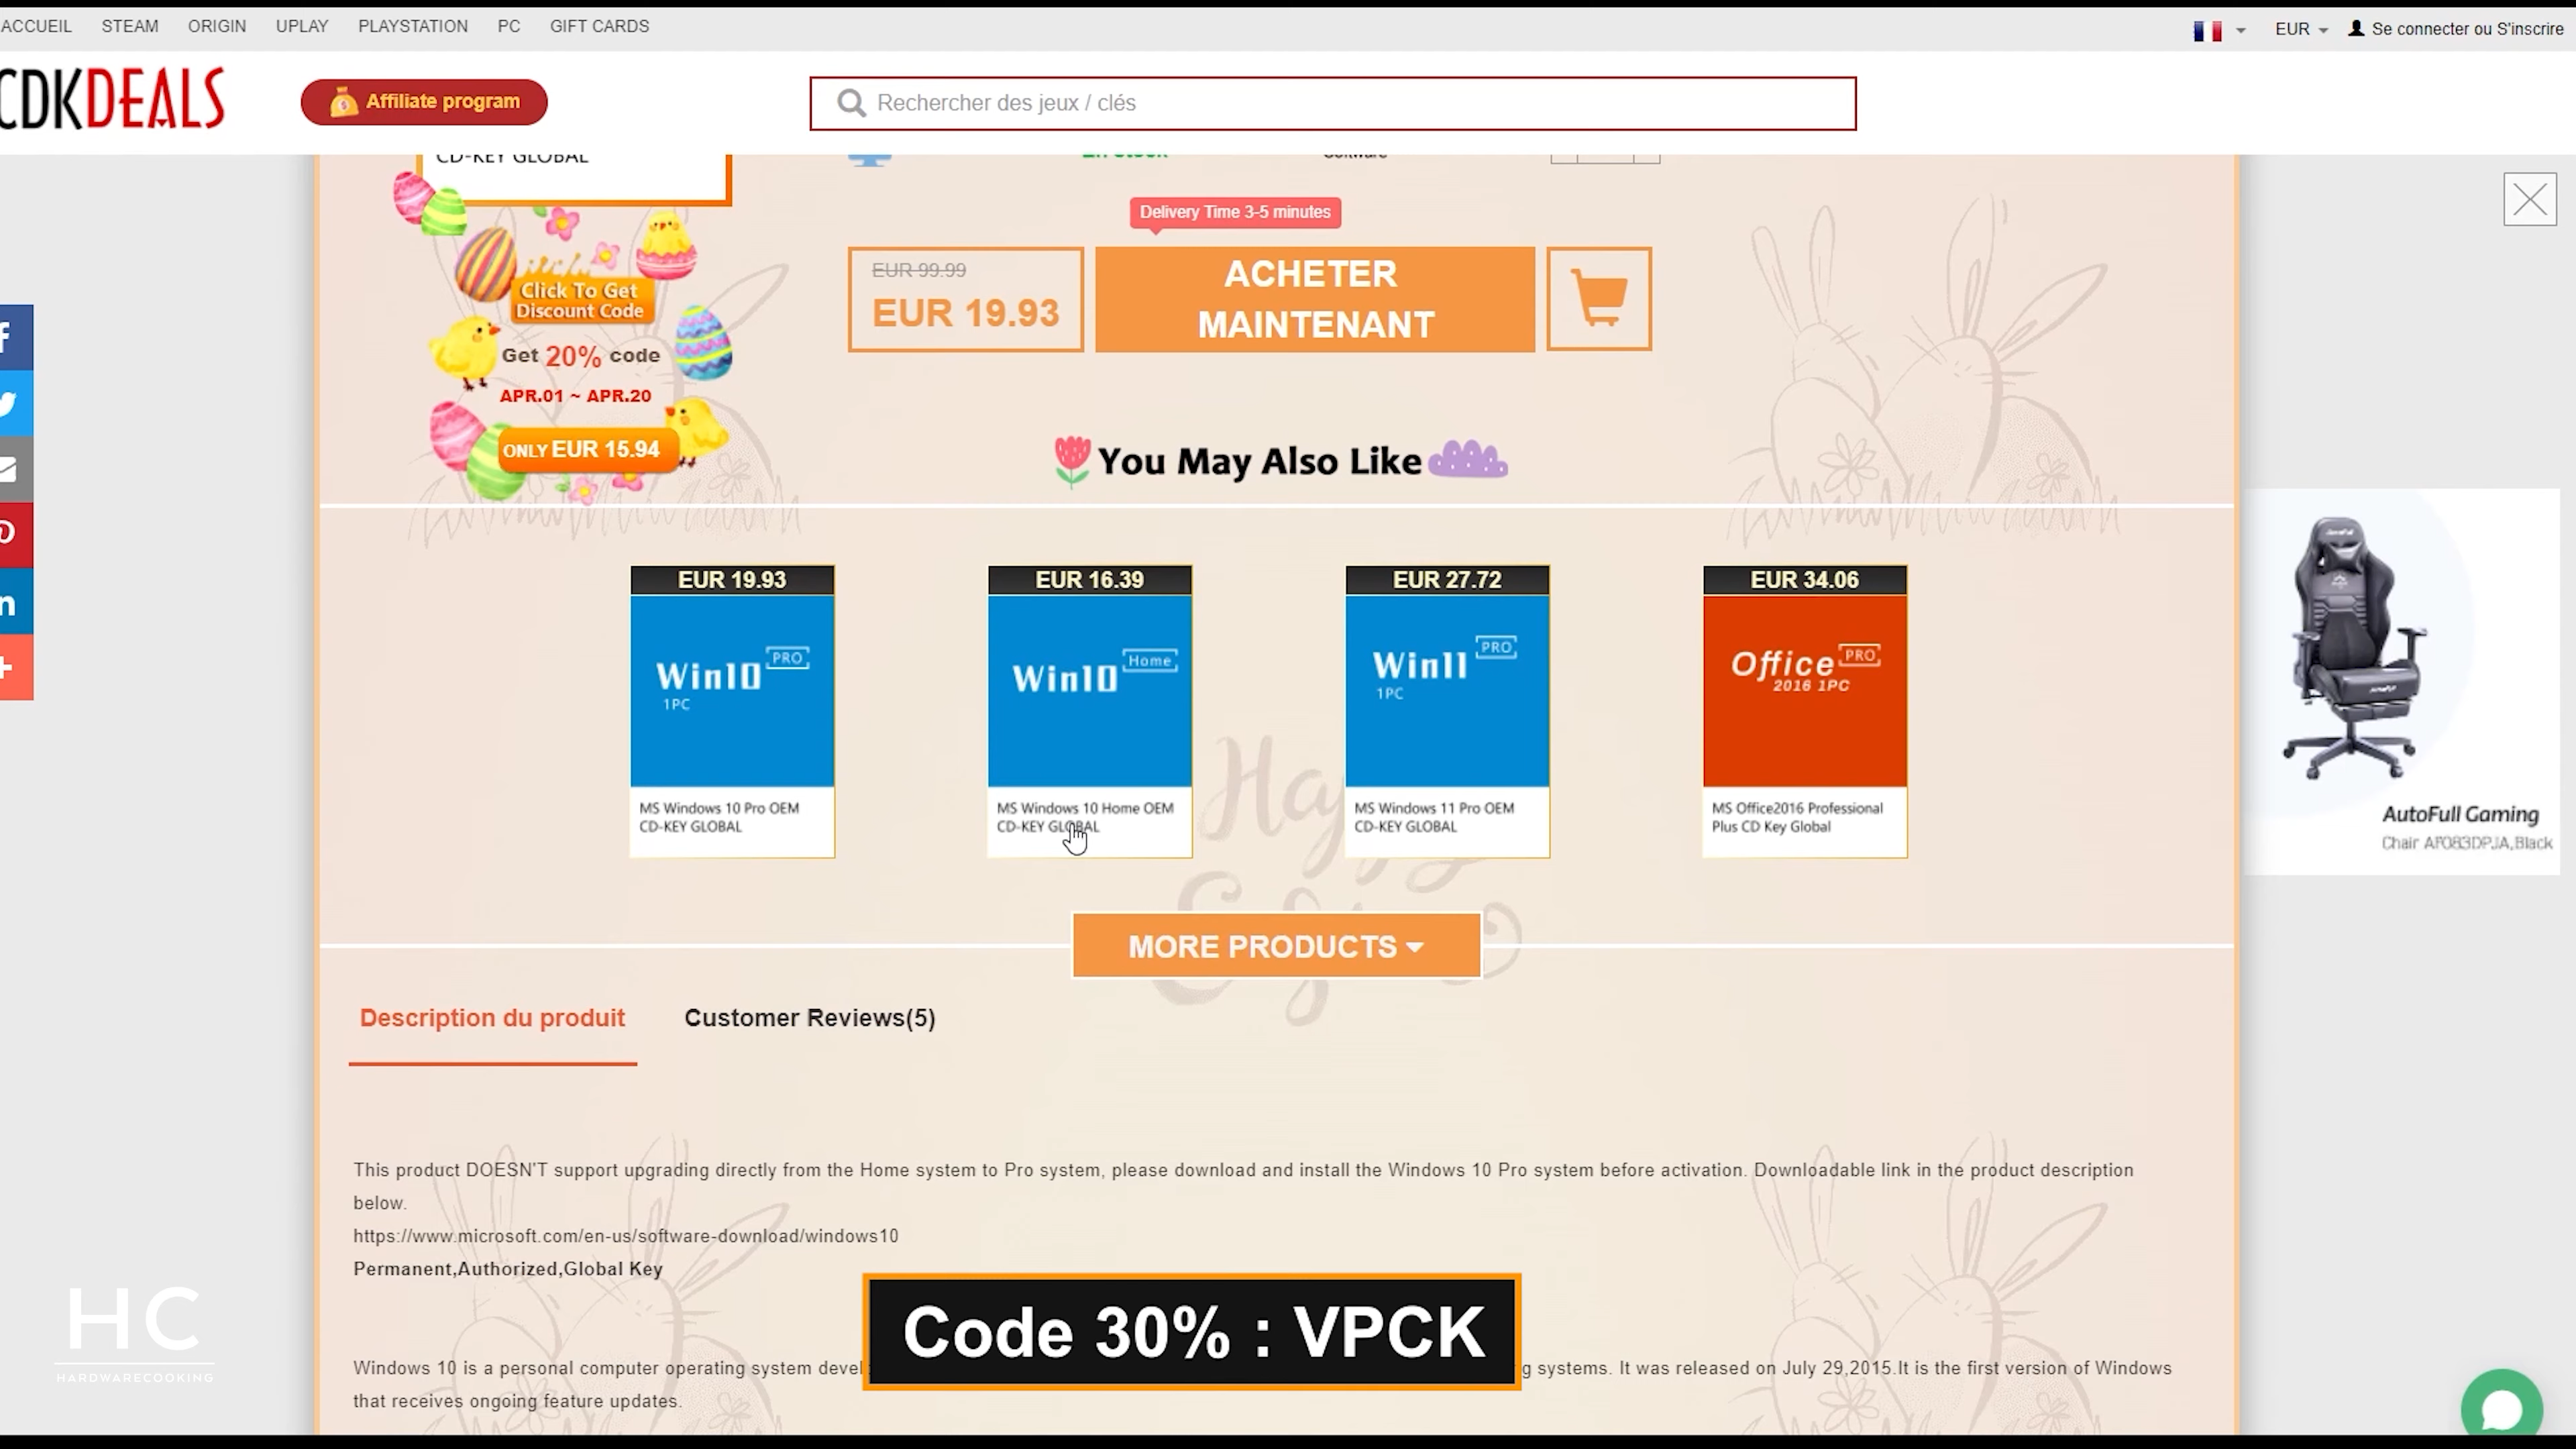 ACCUEIL STEAM ORIGIN UPLAY PLAYSTATION PC GIFT CARDS
EUR Se connecter ou S'inscrire
CDKDEALS
Affiliate program
Rechercher des jeux / clés
CD-KEY GLOBAL
En stock
Software
Delivery Time 3-5 minutes
EUR 99.99
EUR 19.93
ACHETER
MAINTENANT
Click To Get
Discount Code
Get 20% code
APR.01 ~ APR.20
ONLY EUR 15.94
You May Also Like
EUR 19.93
Win10 PRO
1PC
MS Windows 10 Pro OEM
CD-KEY GLOBAL
EUR 16.39
Win10 Home
MS Windows 10 Home OEM
CD-KEY GLOBAL
EUR 27.72
Win11 PRO
1PC
MS Windows 11 Pro OEM
CD-KEY GLOBAL
EUR 34.06
Office PRO
2016 1PC
MS Office2016 Professional
Plus CD Key Global
AutoFull Gaming
Chair AF083DPJA,Black
MORE PRODUCTS
Description du produit
Customer Reviews(5)
This product DOESN'T support upgrading directly from the Home system to Pro system, please download and install the Windows 10 Pro system before activation. Downloadable link in the product description
below.
https://www.microsoft.com/en-us/software-download/windows10
Permanent,Authorized,Global Key
Code 30% : VPCK
Windows 10 is a personal computer operating system systems. It was released on July 29,2015.It is the first version of Windows
that receives ongoing feature updates.
HC
HARDWARECOOKING